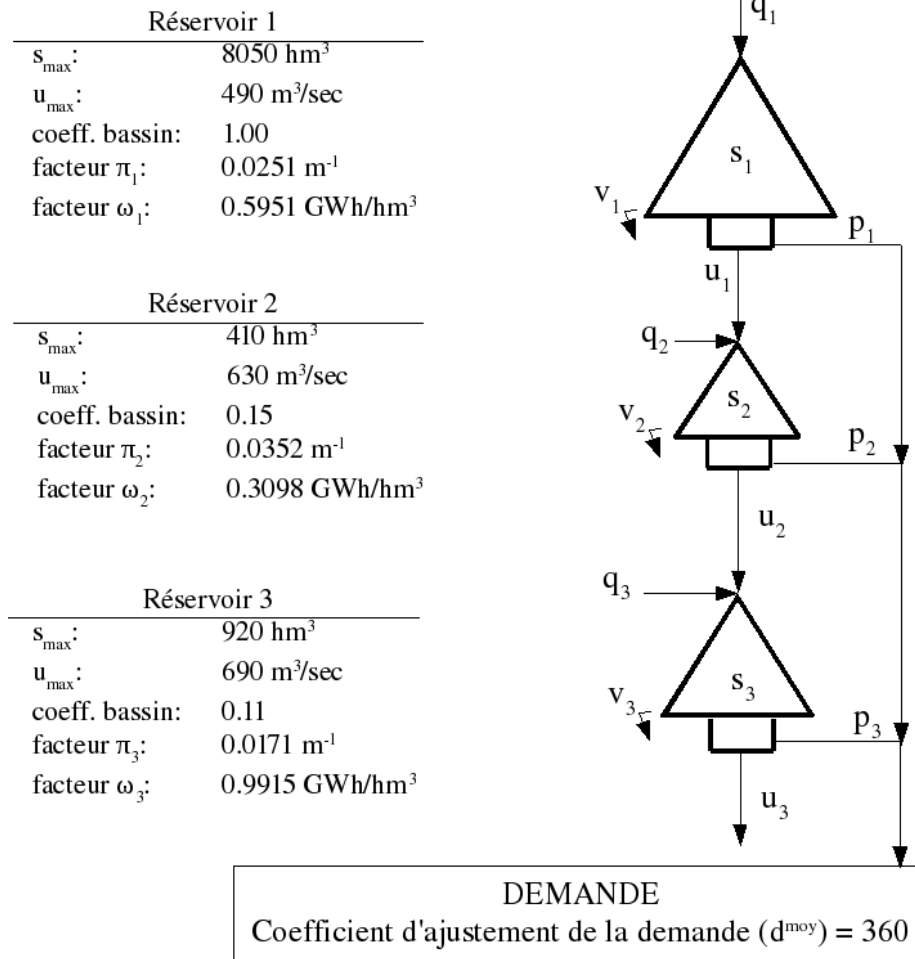 Réservoir 1
s_max: 8050 hm³
u_max: 490 m³/sec
coeff. bassin: 1.00
facteur π₁: 0.0251 m⁻¹
facteur ω₁: 0.5951 GWh/hm³
Réservoir 2
s_max: 410 hm³
u_max: 630 m³/sec
coeff. bassin: 0.15
facteur π₂: 0.0352 m⁻¹
facteur ω₂: 0.3098 GWh/hm³
Réservoir 3
s_max: 920 hm³
u_max: 690 m³/sec
coeff. bassin: 0.11
facteur π₃: 0.0171 m⁻¹
facteur ω₃: 0.9915 GWh/hm³
q₁
s₁
v₁
p₁
u₁
q₂
s₂
v₂
p₂
u₂
q₃
s₃
v₃
p₃
u₃
DEMANDE
Coefficient d'ajustement de la demande (d^moy) = 360